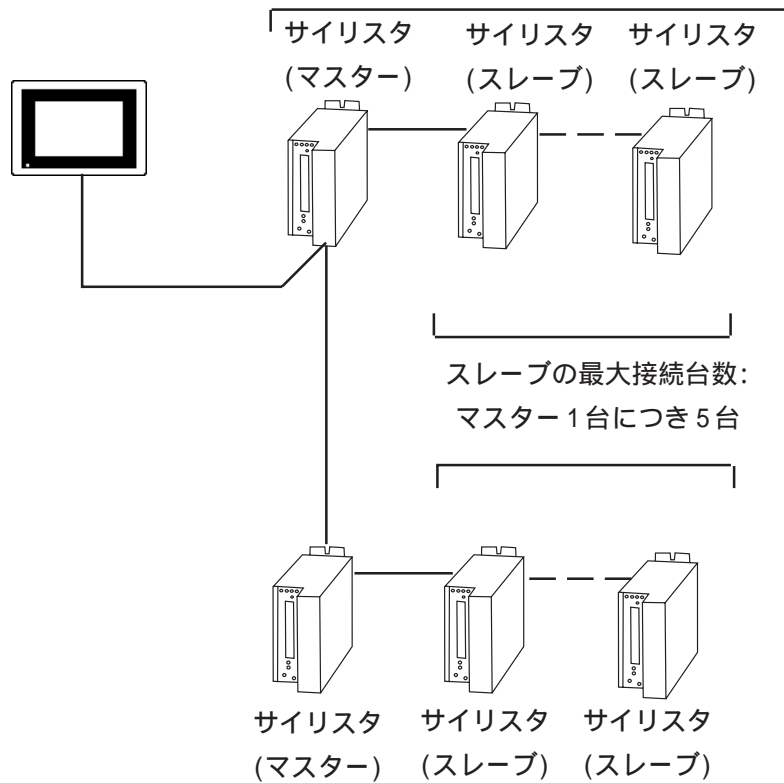 サイリスタ サイリスタ サイリスタ
(マスター) (スレーブ) (スレーブ)
スレーブの最大接続台数:
マスター1台につき5台
サイリスタ サイリスタ サイリスタ
(マスター) (スレーブ) (スレーブ)